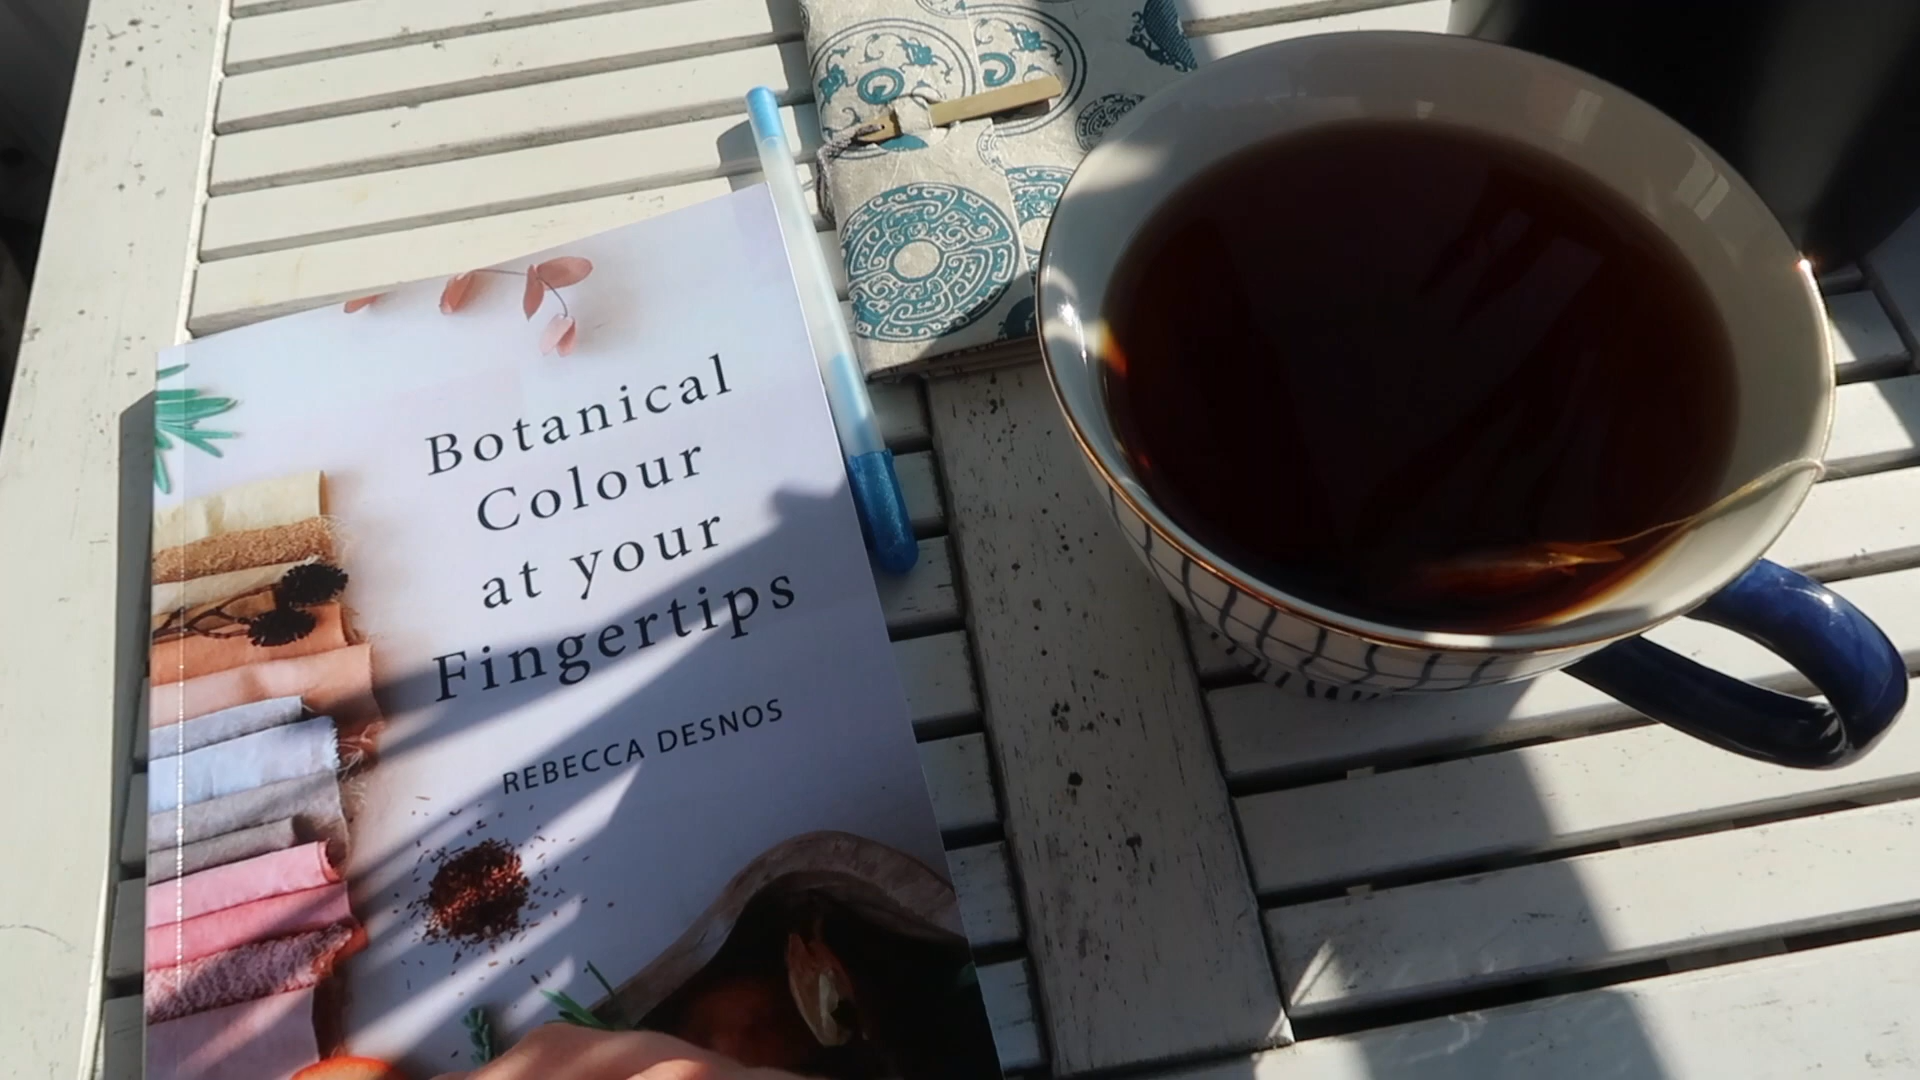 Botanical
Colour
at your
Fingertips
REBECCA DESNOS